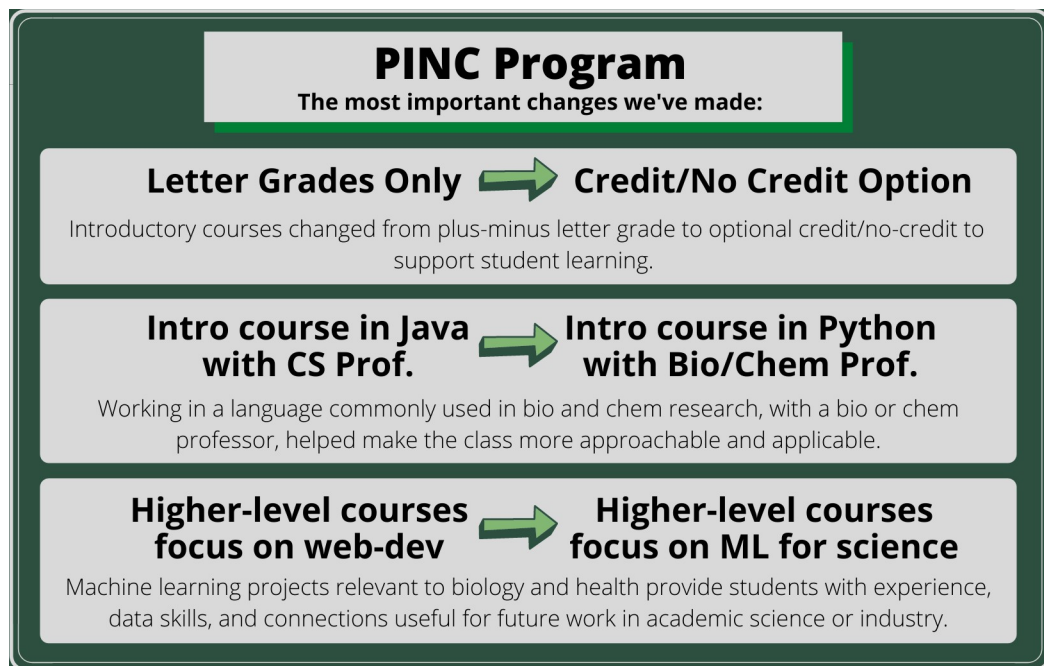 PINC Program
The most important changes we've made:
Letter Grades Only
Credit/No Credit Option
Introductory courses changed from plus-minus letter grade to optional credit/no-credit to
support student learning.
Intro course in Java
with CS Prof.
Intro course in Python
with Bio/Chem Prof.
Working in a language commonly used in bio and chem research, with a bio or chem
professor, helped make the class more approachable and applicable.
Higher-level courses
focus on web-dev
Higher-level courses
focus on ML for science
Machine learning projects relevant to biology and health provide students with experience,
data skills, and connections useful for future work in academic science or industry.